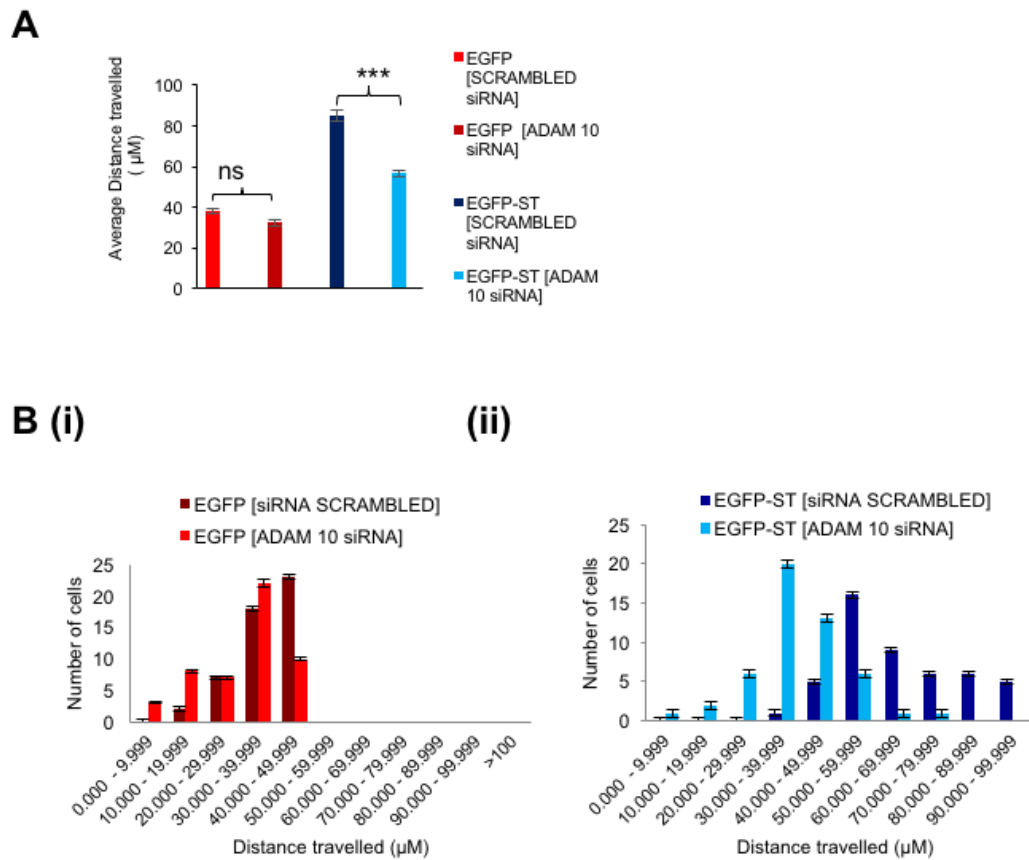 A
EGFP
[SCRAMBLED
siRNA]
EGFP [ADAM 10
siRNA]
EGFP-ST
[SCRAMBLED
siRNA]
EGFP-ST [ADAM
10 siRNA]
Average Distance travelled
( µM)
100
80
60
40
20
0
ns
***
B (i)
EGFP [siRNA SCRAMBLED]
EGFP [ADAM 10 siRNA]
Number of cells
25
20
15
10
5
0
0.000 - 9.999
10.000 - 19.999
20.000 - 29.999
30.000 - 39.999
40.000 - 49.999
50.000 - 59.999
60.000 - 69.999
70.000 - 79.999
80.000 - 89.999
90.000 - 99.999
>100
Distance travelled (µM)
(ii)
EGFP-ST [siRNA SCRAMBLED]
EGFP-ST [ADAM 10 siRNA]
Number of cells
25
20
15
10
5
0
0.000 - 9.999
10.000 - 19.999
20.000 - 29.999
30.000 - 39.999
40.000 - 49.999
50.000 - 59.999
60.000 - 69.999
70.000 - 79.999
80.000 - 89.999
90.000 - 99.999
Distance travelled (µM)